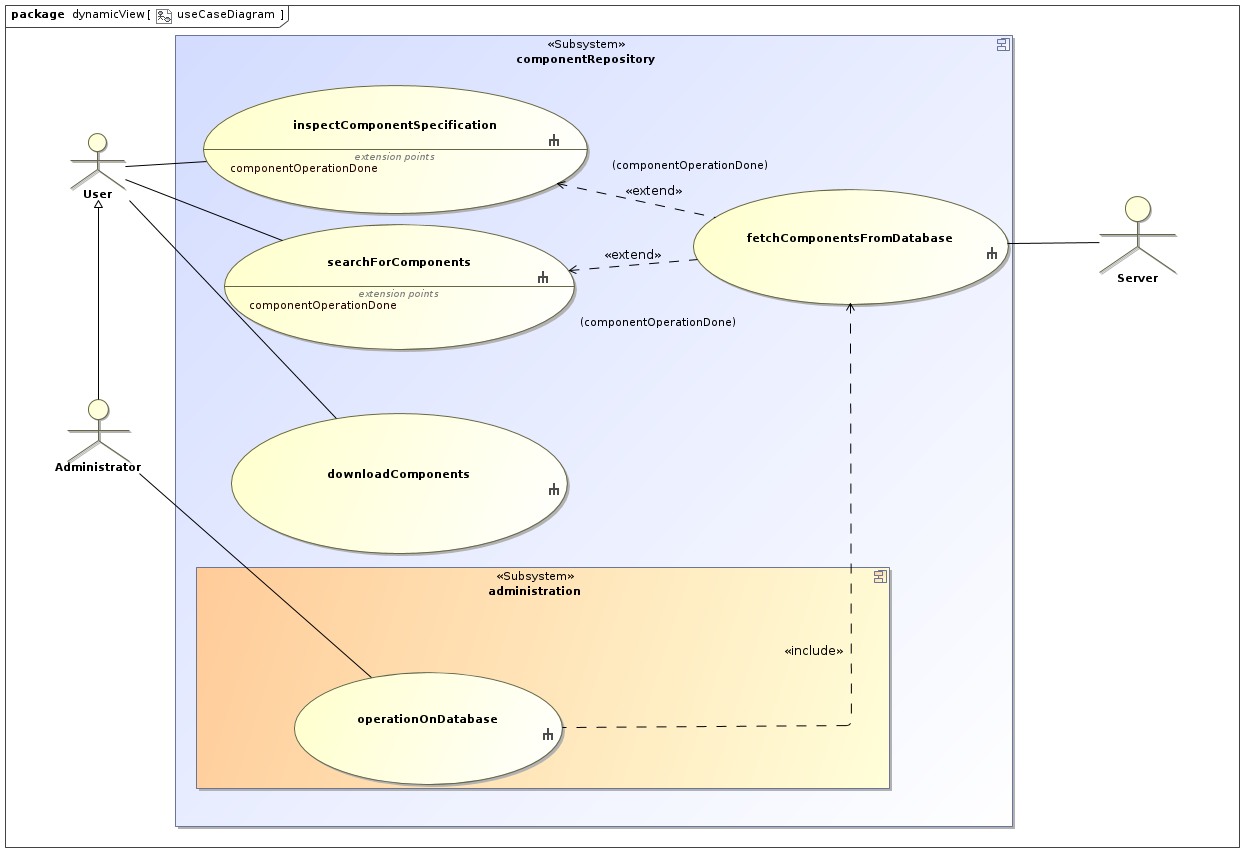 package dynamicView [ useCaseDiagram ]
«Subsystem»
componentRepository
inspectComponentSpecification
extension points
componentOperationDone
(componentOperationDone)
«extend»
User
fetchComponentsFromDatabase
searchForComponents
«extend»
extension points
componentOperationDone
(componentOperationDone)
Server
Administrator
downloadComponents
«Subsystem»
administration
«include»
operationOnDatabase